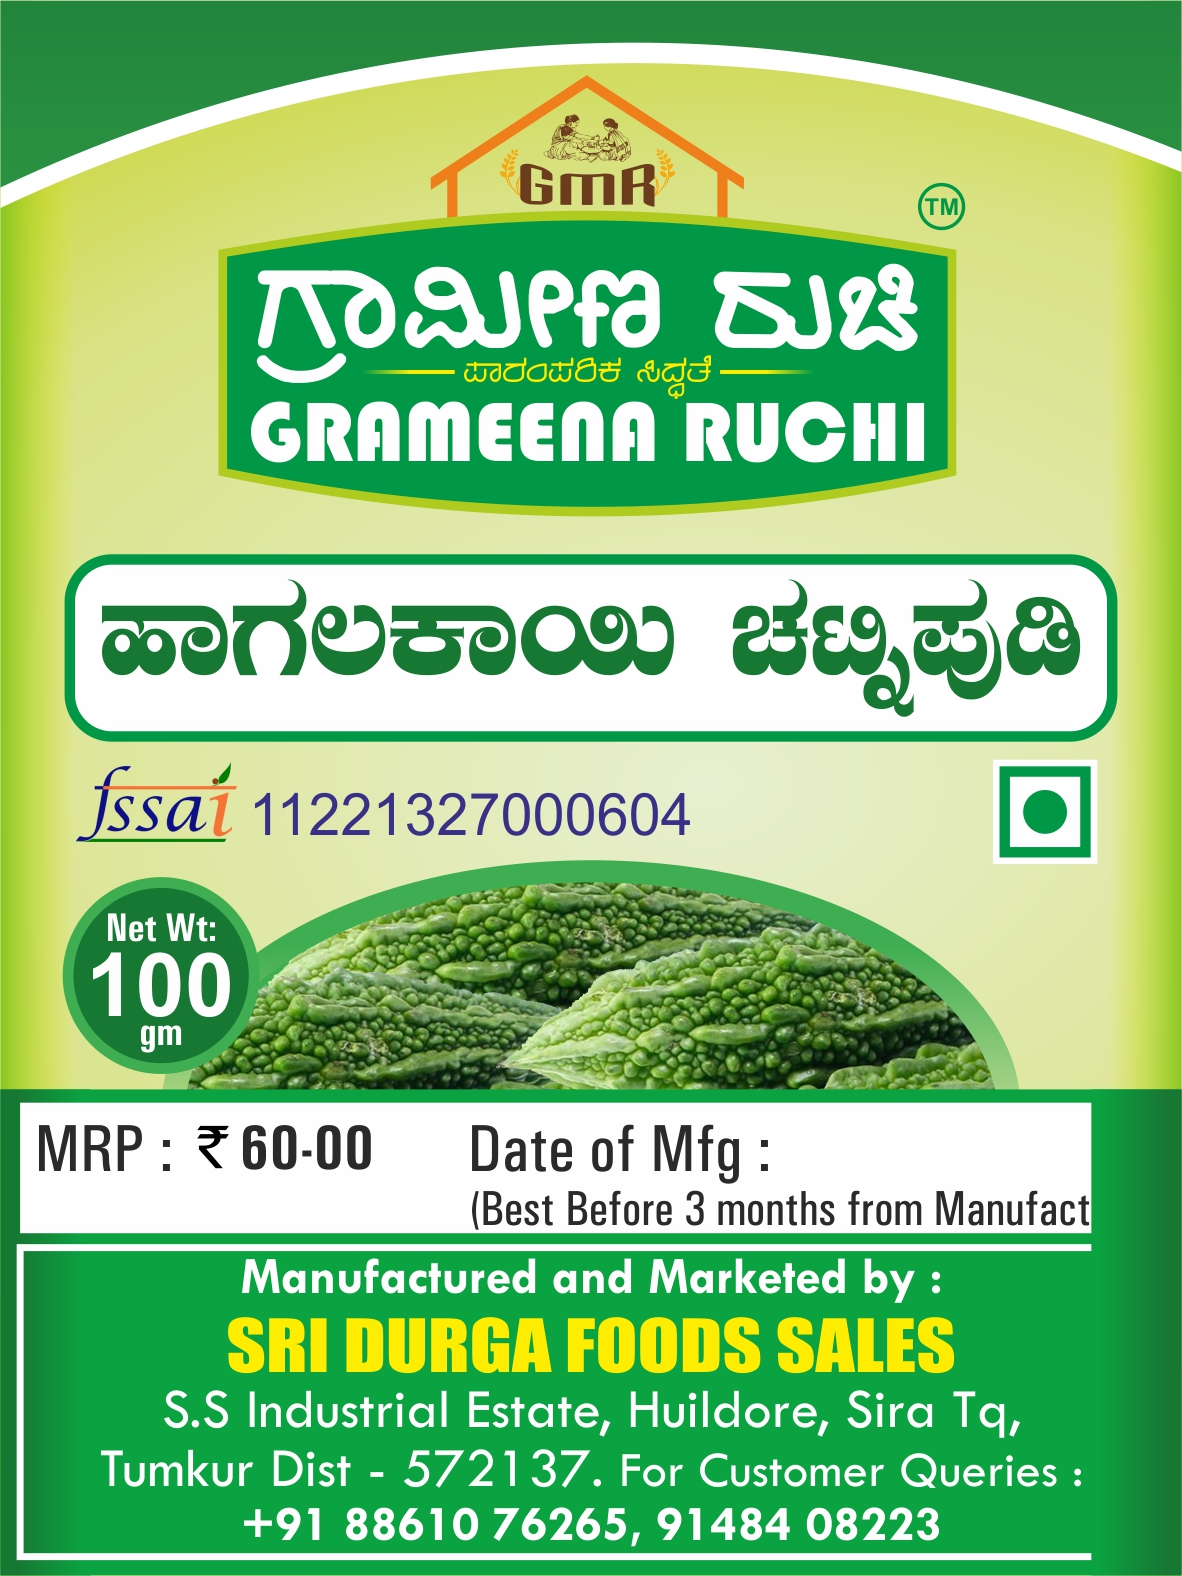 GMR
TM
ಗ್ರಾಮೀಣ ರುಚಿ
ಪಾರಂಪರಿಕ ಸಿದ್ಧತೆ
GRAMEENA RUCHI
ಹಾಗಲಕಾಯಿ ಚಟ್ನಿಪುಡಿ
fssai 11221327000604
Net Wt:
100
gm
MRP : ₹ 60-00 Date of Mfg :
(Best Before 3 months from Manufact
Manufactured and Marketed by :
SRI DURGA FOODS SALES
S.S Industrial Estate, Huildore, Sira Tq,
Tumkur Dist - 572137. For Customer Queries :
+91 88610 76265, 91484 08223